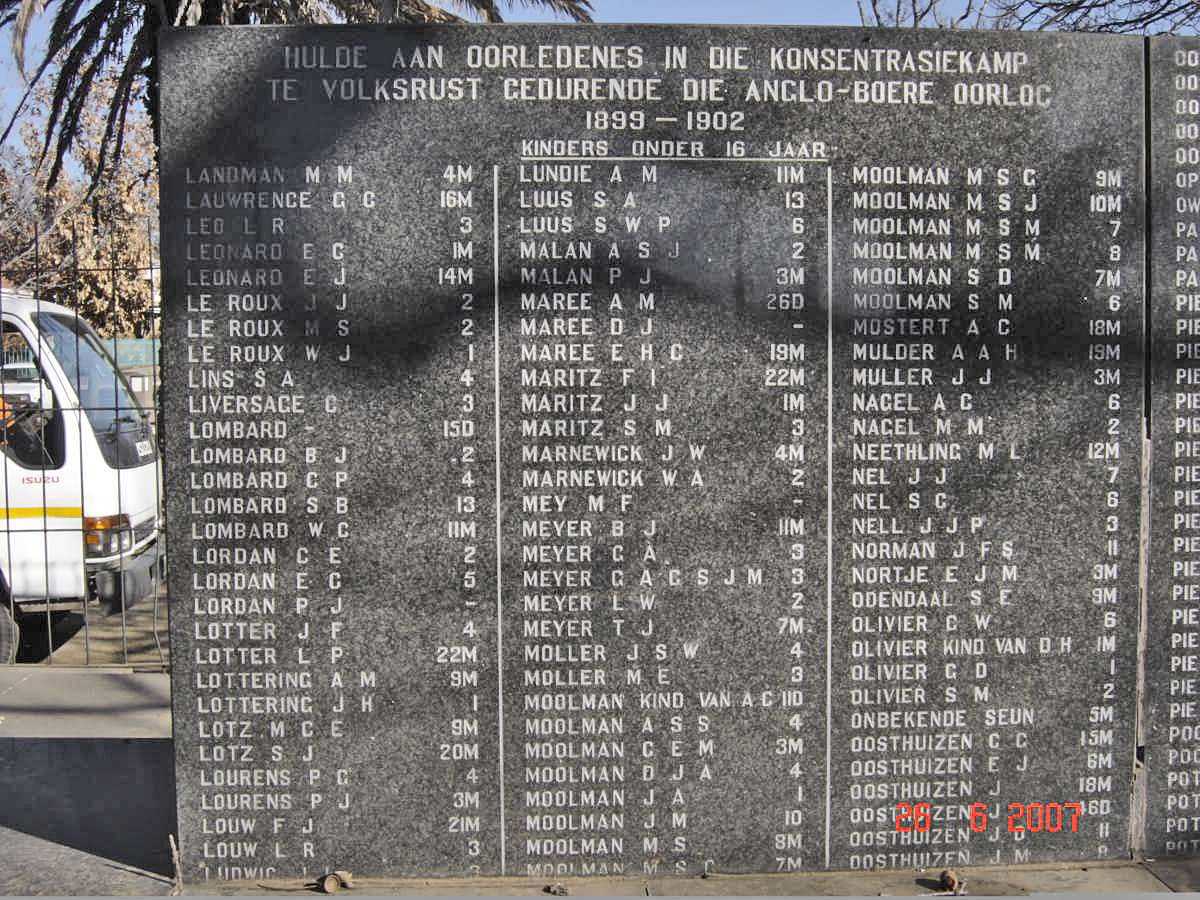 HULDE AAN OORLEDENES IN DIE KONSENTRASIEKAMP
TE VOLKSRUST GEDURENDE DIE ANGLO-BOERE OORLOG
1899 – 1902
KINDERS ONDER 16 JAAR
LANDMAN M M 4M
LAUWRENCE G C 16M
LEO L R 3
LEONARD E C 1M
LEONARD E J 14M
LE ROUX J J 2
LE ROUX M S 2
LE ROUX W J 1
LINS S A 4
LIVERSAGE C 3
LOMBARD - 15D
LOMBARD B J 2
LOMBARD C P 4
LOMBARD S B 13
LOMBARD W C 11M
LORDAN C E 2
LORDAN E C 5
LORDAN P J -
LOTTER J F 4
LOTTER L P 22M
LOTTERING A M 9M
LOTTERING J H 1
LOTZ M C E 9M
LOTZ S J 20M
LOURENS P G 4
LOURENS P J 3M
LOUW F J 21M
LOUW L R 3
LUDWIG
LUNDIE A M 11M
LUUS S A 13
LUUS S W P 6
MALAN A S J 2
MALAN P J 3M
MAREE A M 26D
MAREE D J -
MAREE E H C 19M
MARITZ F I 22M
MARITZ J J 1M
MARITZ S M 3
MARNEWICK J W 4M
MARNEWICK W A 2
MEY M F -
MEYER B J 11M
MEYER C A 3
MEYER G A C S J M 3
MEYER L W 2
MEYER T J 7M
MOLLER J S W 4
MOLLER M E 3
MOOLMAN KIND VAN A C 11D
MOOLMAN A S S 4
MOOLMAN C E M 3M
MOOLMAN D J A 4
MOOLMAN J A 1
MOOLMAN J M 10
MOOLMAN M S 8M
MOOLMAN M S C 7M
MOOLMAN M S G 9M
MOOLMAN M S J 10M
MOOLMAN M S M 7
MOOLMAN M S M 8
MOOLMAN S D 7M
MOOLMAN S M 6
MOSTERT A C 18M
MULDER A A H 19M
MULLER J J 3M
NAGEL A C 6
NAGEL M M 2
NEETHLING M L 12M
NEL J J 7
NEL S C 6
NELL J J P 3
NORMAN J F S 11
NORTJE E J M 3M
ODENDAAL S E 9M
OLIVIER C W 6
OLIVIER KIND VAN D H 1M
OLIVIER G D 1
OLIVIER S M 2
ONBEKENDE SEUN 5M
OOSTHUIZEN C C 15M
OOSTHUIZEN E J 6M
OOSTHUIZEN J 18M
OOSTHUIZEN J 16D
OOSTHUIZEN J D 11
OOSTHUIZEN J M 8
ISUZU
26 6 2007